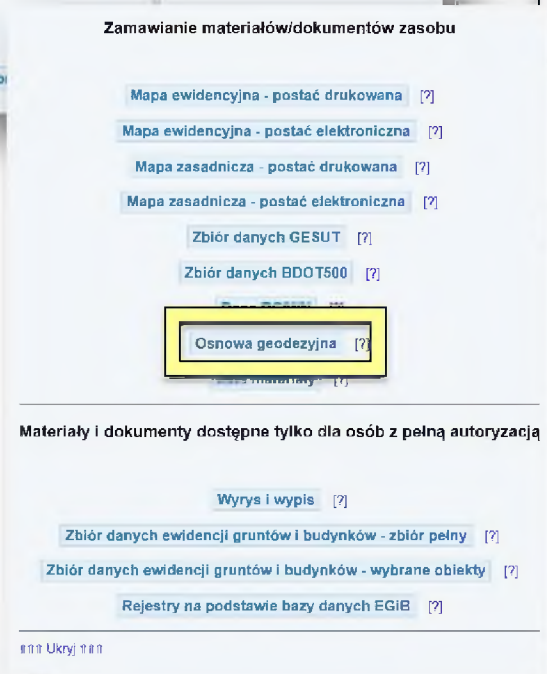 Zamawianie materiałów/dokumentów zasobu
Mapa ewidencyjna - postać drukowana [?]
Mapa ewidencyjna - postać elektroniczna [?]
Mapa zasadnicza - postać drukowana [?]
Mapa zasadnicza - postać elektroniczna [?]
Zbiór danych GESUT [?]
Zbiór danych BDOT500 [?]
Osnowa geodezyjna [?]
Materiały i dokumenty dostępne tylko dla osób z pełną autoryzacją
Wyrys i wypis [?]
Zbiór danych ewidencji gruntów i budynków - zbiór pełny [?]
Zbiór danych ewidencji gruntów i budynków - wybrane obiekty [?]
Rejestry na podstawie bazy danych EGiB [?]
⇑⇑⇑ Ukryj ⇑⇑⇑